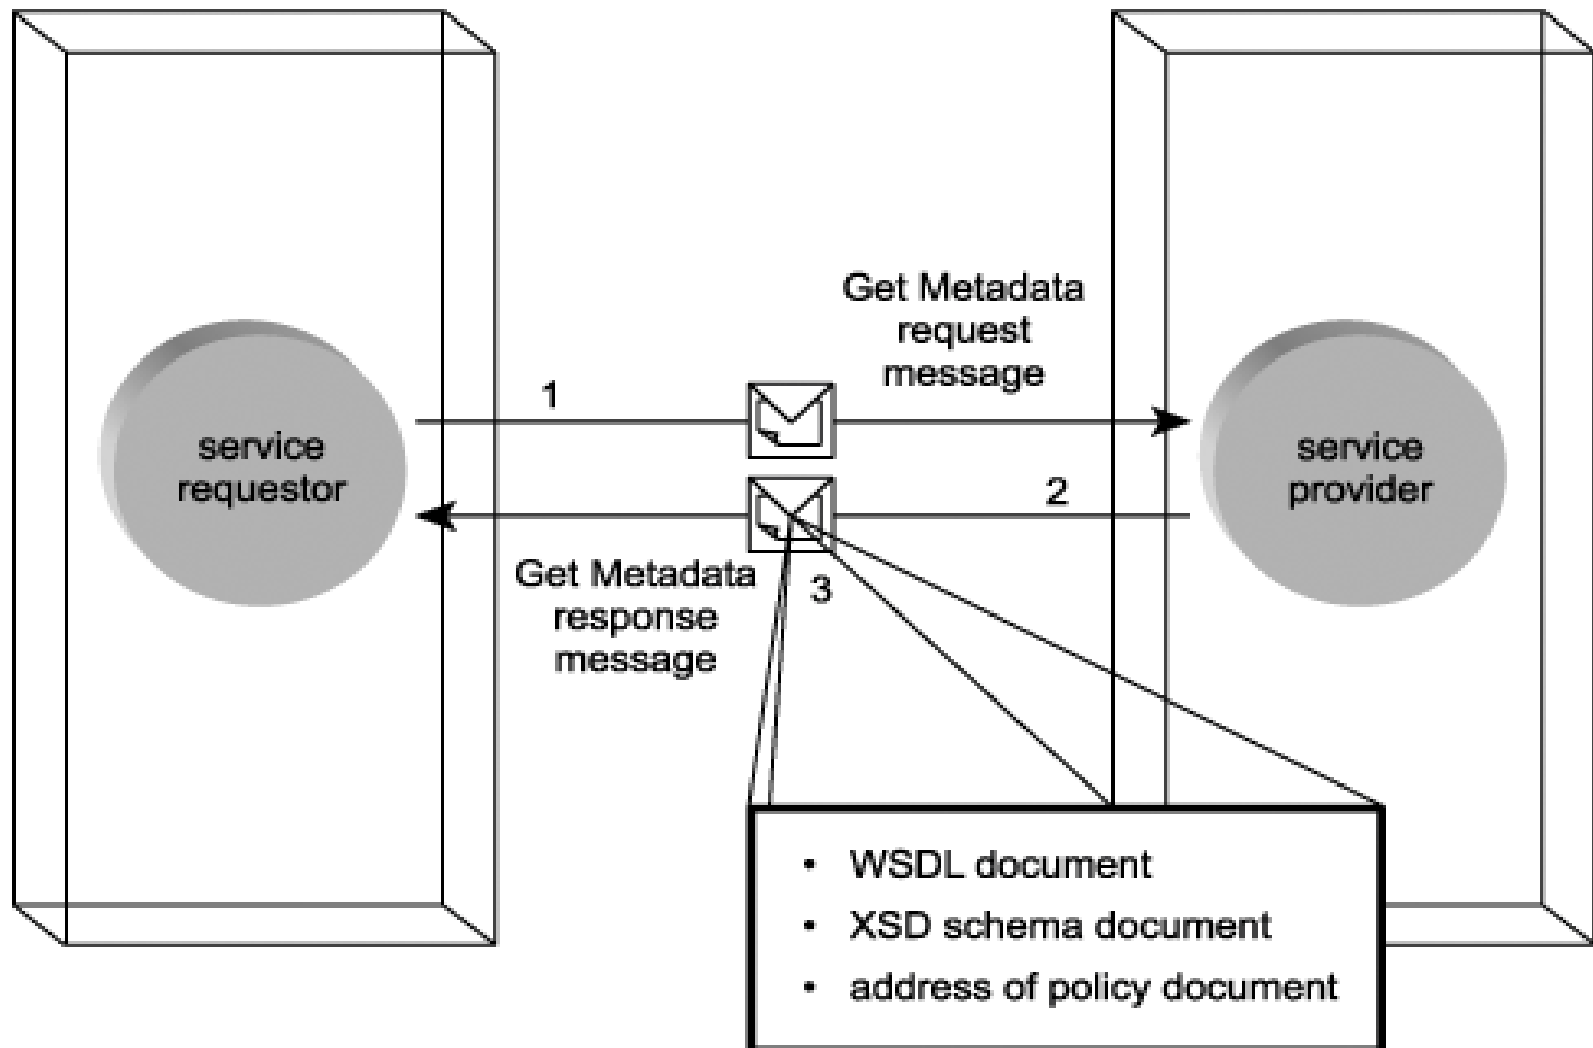 Get Metadata
request
message
1
service
requestor
service
provider
2
Get Metadata
response
message
3
• WSDL document
• XSD schema document
• address of policy document